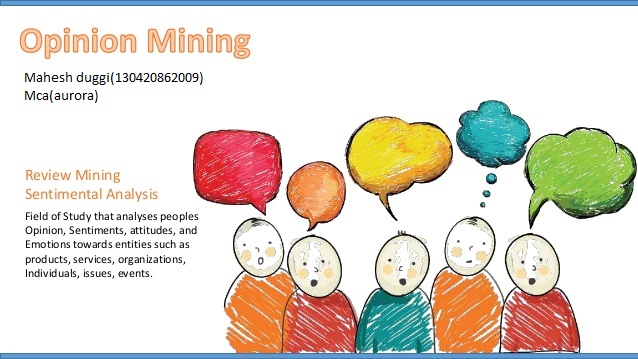 Opinion Mining
Mahesh duggi(130420862009)
Mca(aurora)
Review Mining
Sentimental Analysis
Field of Study that analyses peoples
Opinion, Sentiments, attitudes, and
Emotions towards entities such as
products, services, organizations,
Individuals, issues, events.